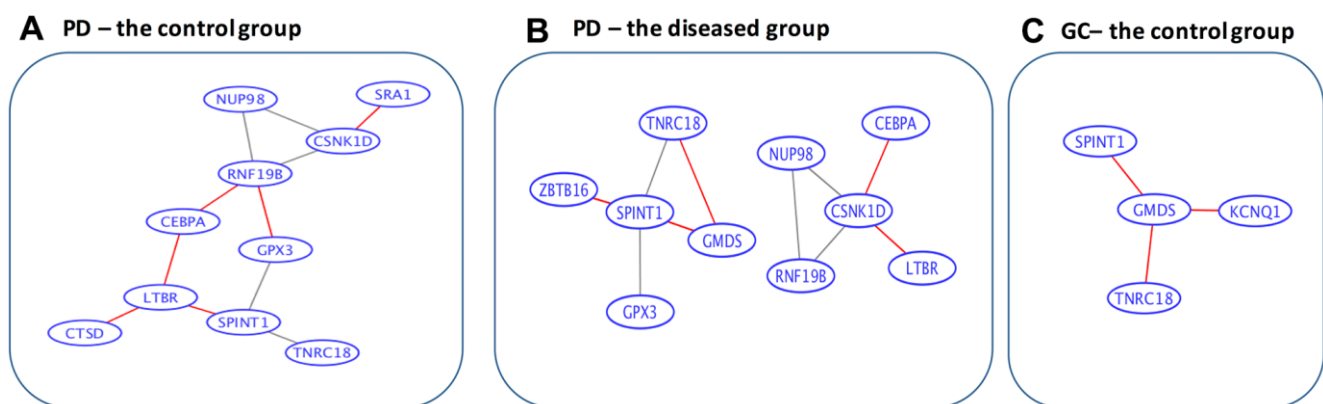 A PD – the control group
NUP98
SRA1
CSNK1D
RNF19B
CEBPA
GPX3
LTBR
SPINT1
CTSD
TNRC18
B PD – the diseased group
TNRC18
CEBPA
NUP98
ZBTB16
SPINT1
CSNK1D
GMDS
LTBR
RNF19B
GPX3
C GC– the control group
SPINT1
GMDS
KCNQ1
TNRC18